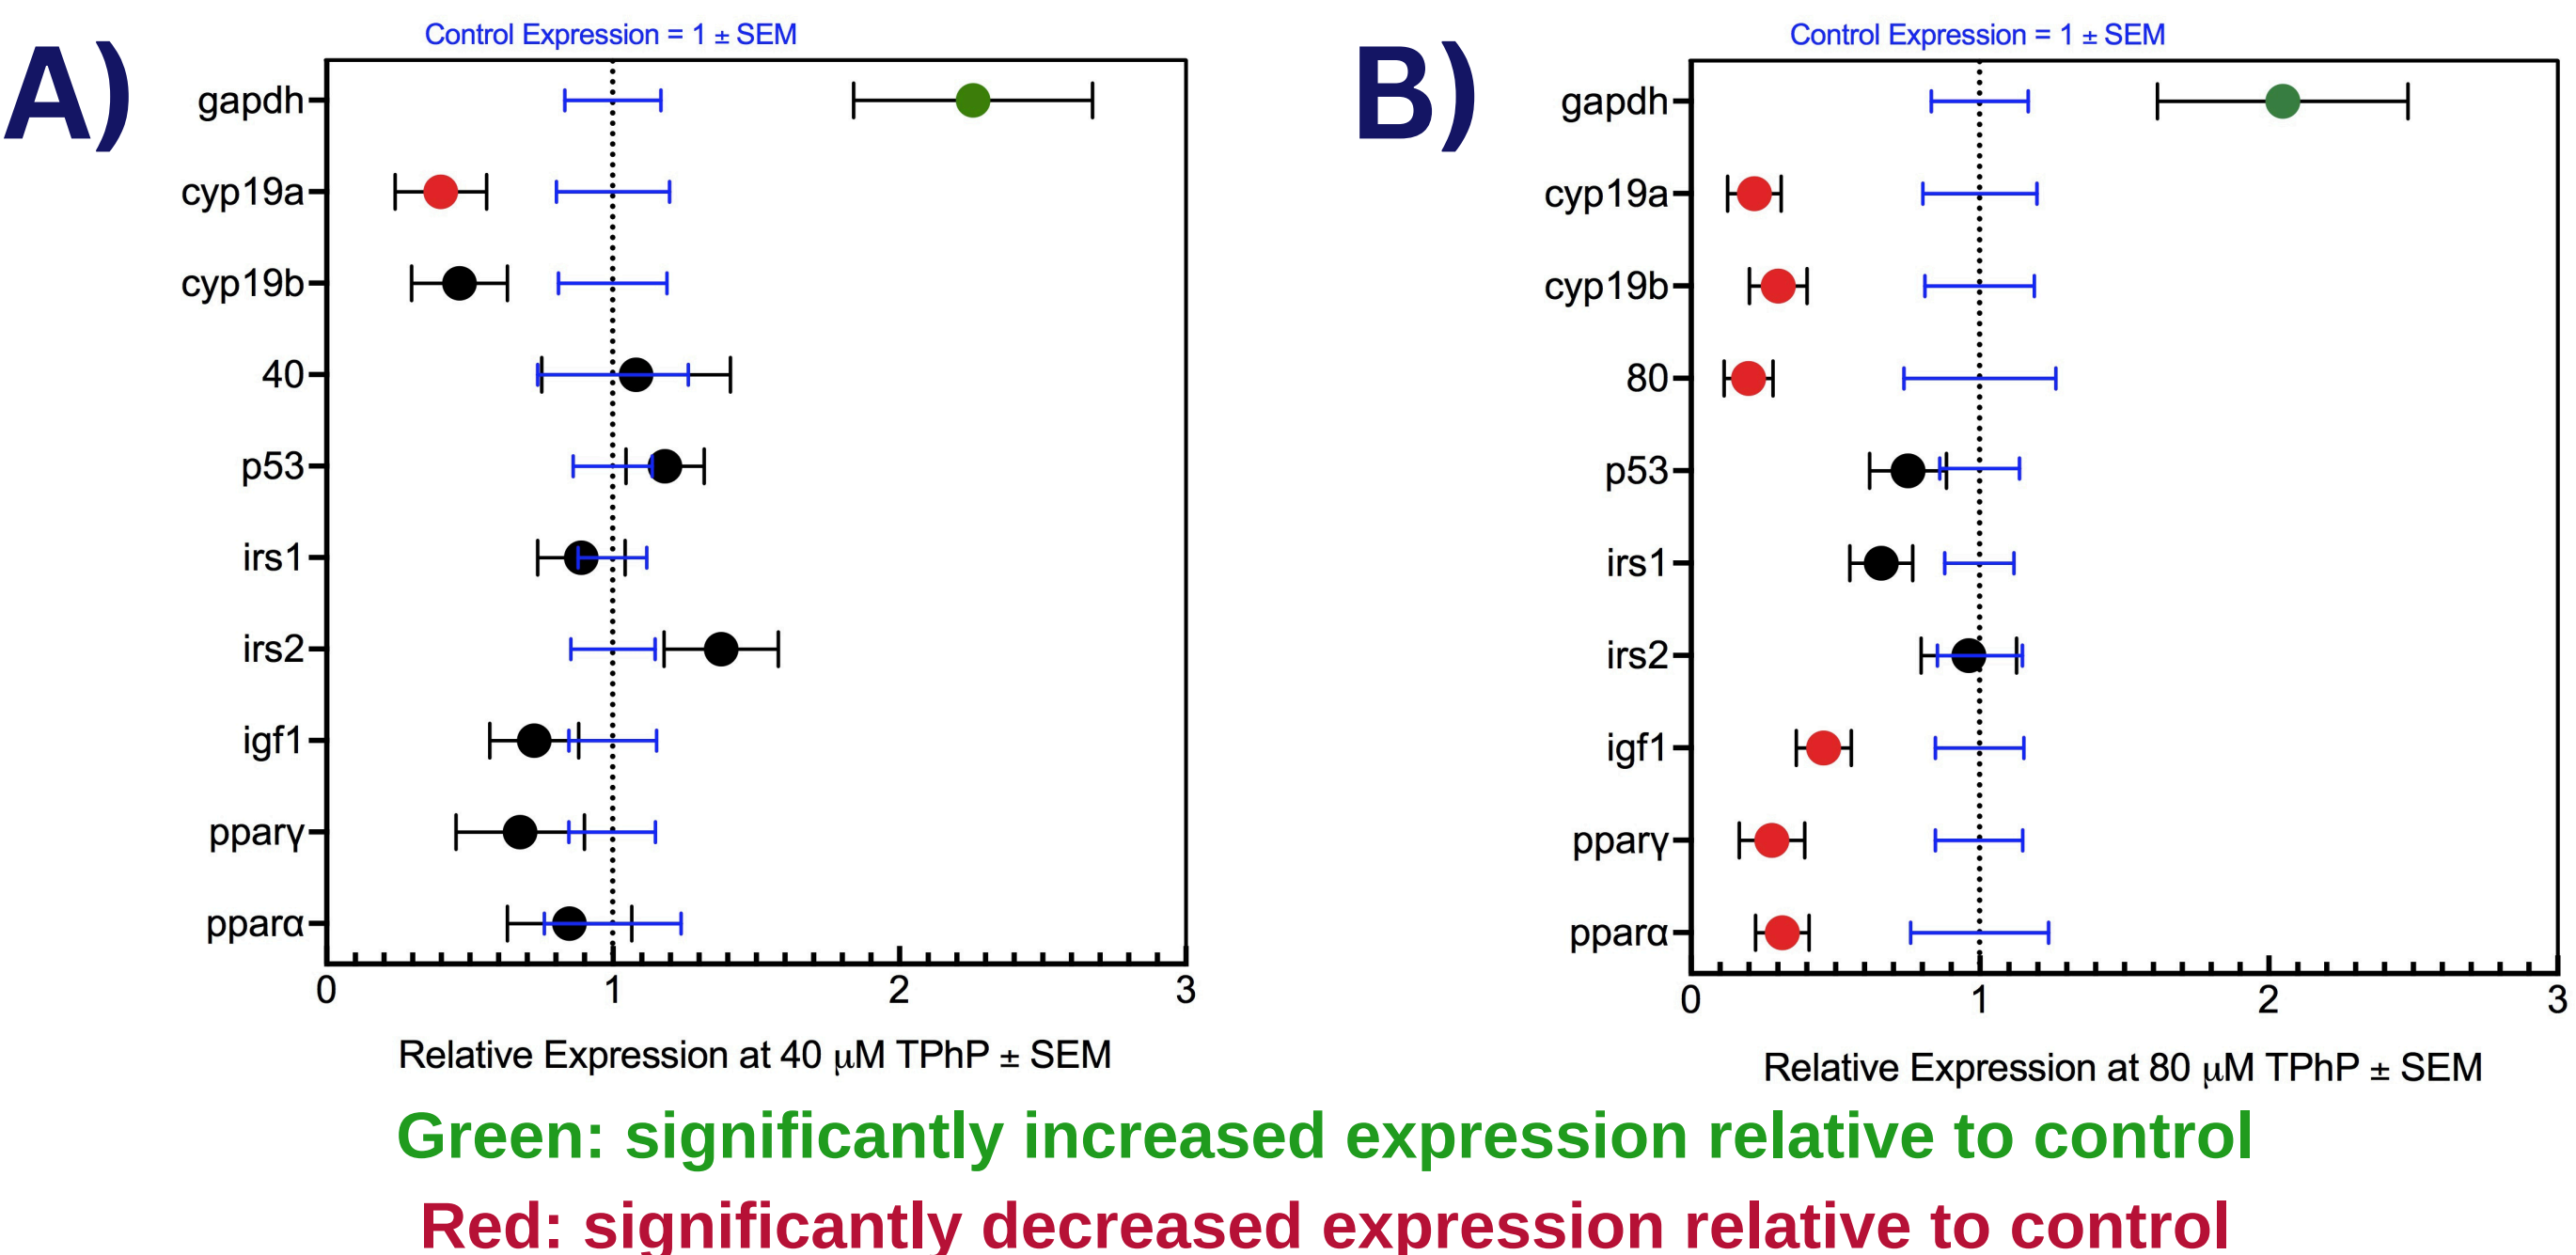 A)
Control Expression = 1 ± SEM
gapdh
cyp19a
cyp19b
40
p53
irs1
irs2
igf1
pparγ
pparα
0 1 2 3
Relative Expression at 40 μM TPhP ± SEM
B)
Control Expression = 1 ± SEM
gapdh
cyp19a
cyp19b
80
p53
irs1
irs2
igf1
pparγ
pparα
0 1 2 3
Relative Expression at 80 μM TPhP ± SEM
Green: significantly increased expression relative to control
Red: significantly decreased expression relative to control